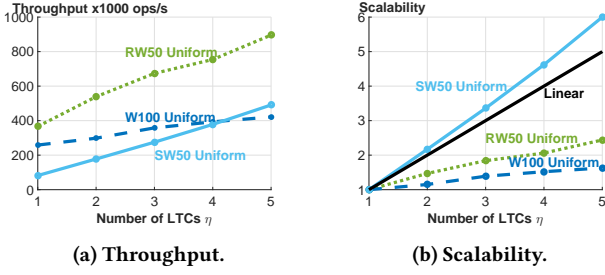 Throughput x1000 ops/s
1000
800
600
400
200
0
RW50 Uniform
W100 Uniform
SW50 Uniform
1 2 3 4 5
Number of LTCs η
(a) Throughput.
Scalability
6
5
4
3
2
1
SW50 Uniform
Linear
RW50 Uniform
W100 Uniform
1 2 3 4 5
Number of LTCs η
(b) Scalability.